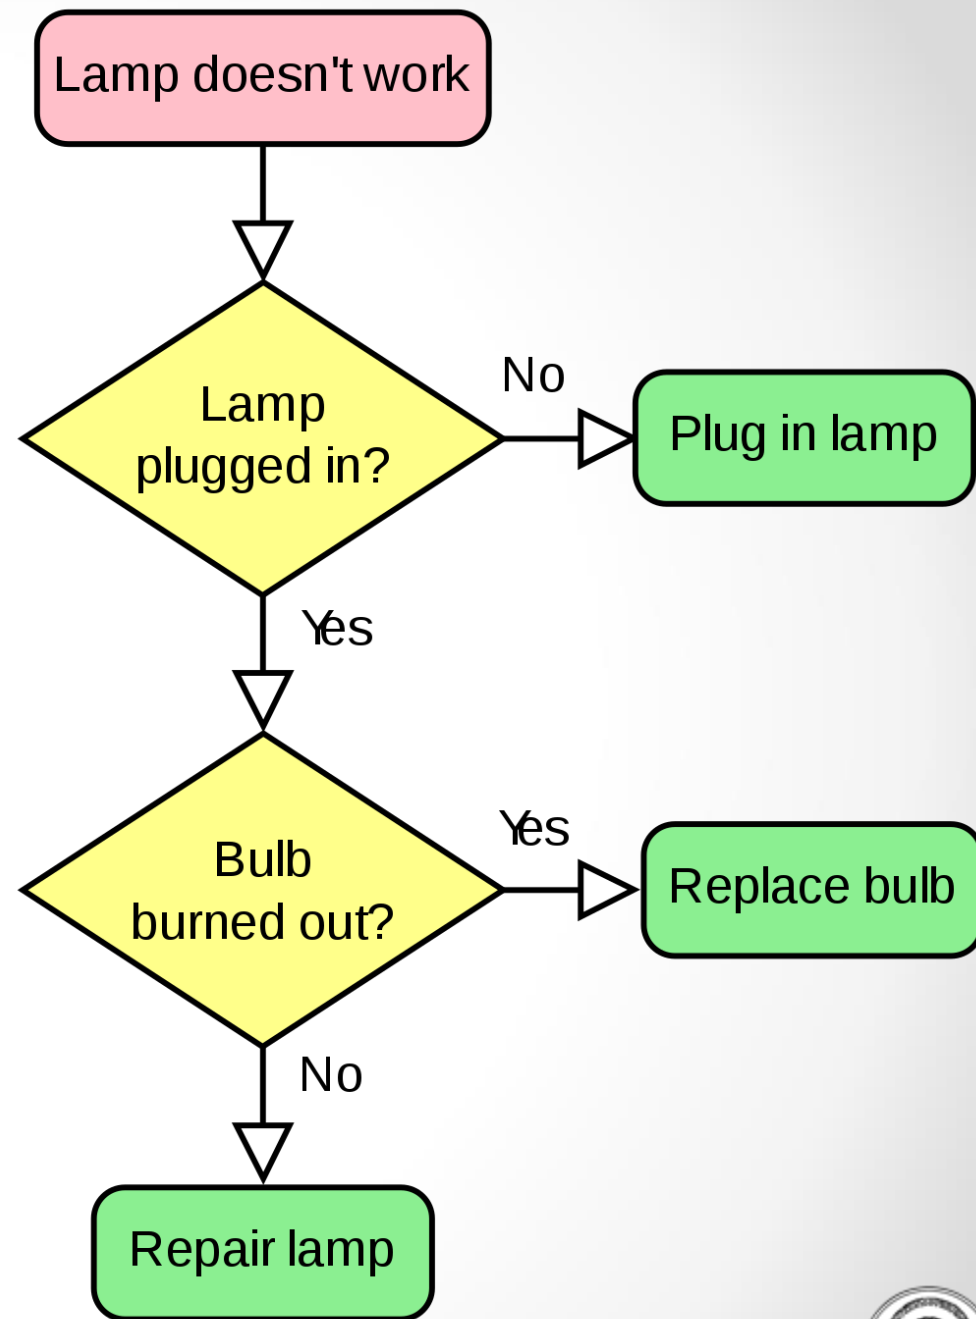 Lamp doesn't work
Lamp
plugged in?
No
Plug in lamp
Yes
Bulb
burned out?
Yes
Replace bulb
No
Repair lamp